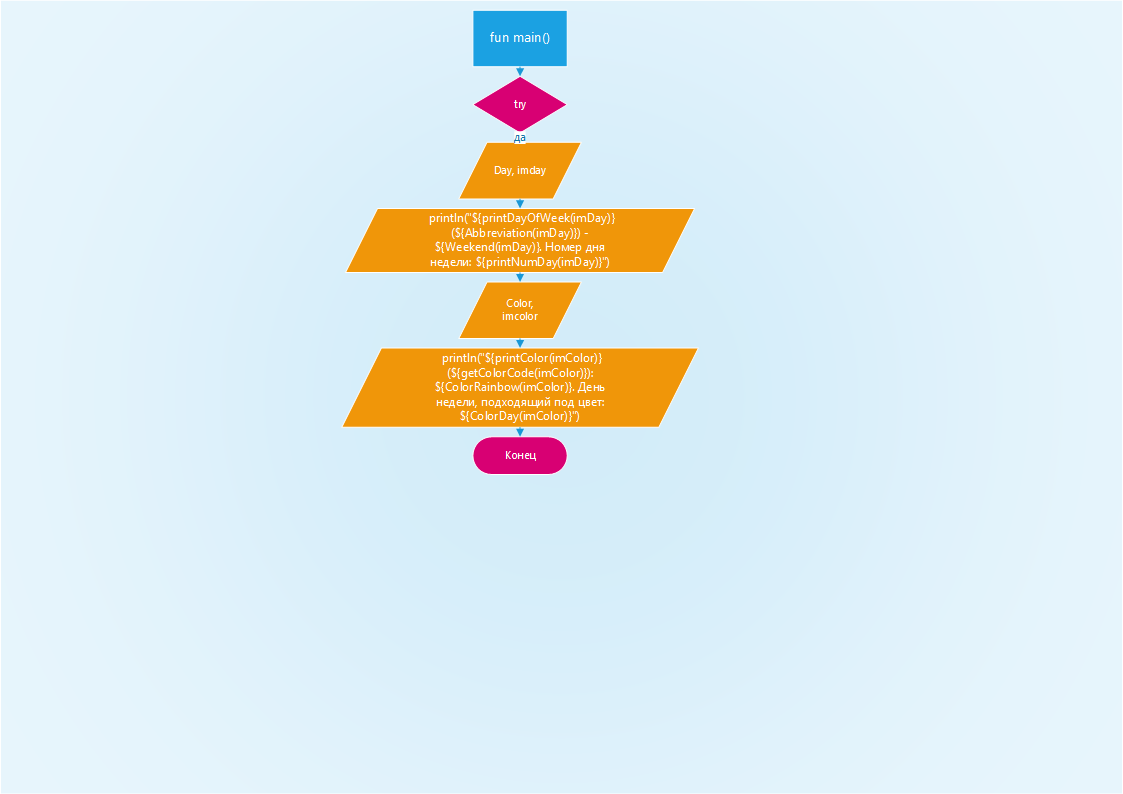 fun main()
try
да
Day, imday
println("${printDayOfWeek(imDay)}
(${Abbreviation(imDay)}) -
${Weekend(imDay)}. Номер дня
недели: ${printNumDay(imDay)}")
Color,
imcolor
println("${printColor(imColor)}
(${getColorCode(imColor)}):
${ColorRainbow(imColor)}. День
недели, подходящий под цвет:
${ColorDay(imColor)}")
Конец